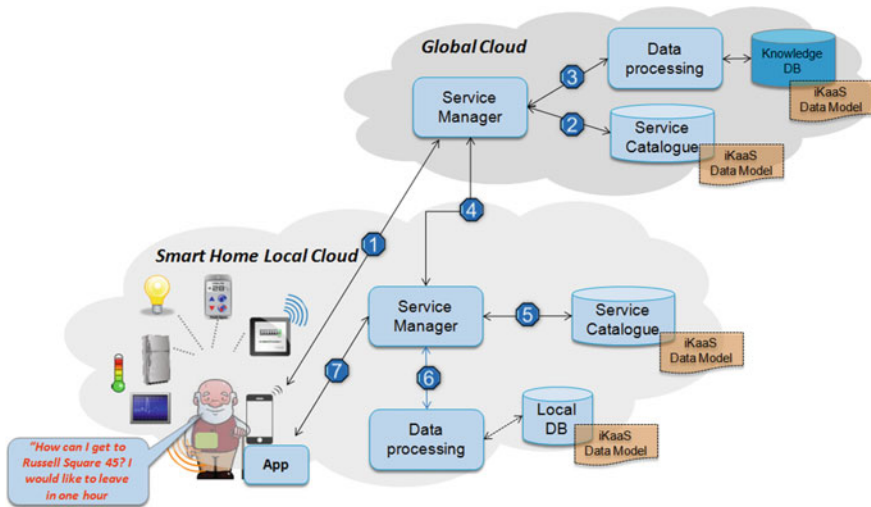 Global Cloud
Data
processing
Knowledge
DB
iKaaS
Data Model
3
Service
Manager
2
Service
Catalogue
iKaaS
Data Model
4
1
Smart Home Local Cloud
Service
Manager
5
Service
Catalogue
iKaaS
Data Model
7
6
Data
processing
Local
DB
iKaaS
Data Model
App
"How can I get to
Russell Square 45? I
would like to leave
in one hour